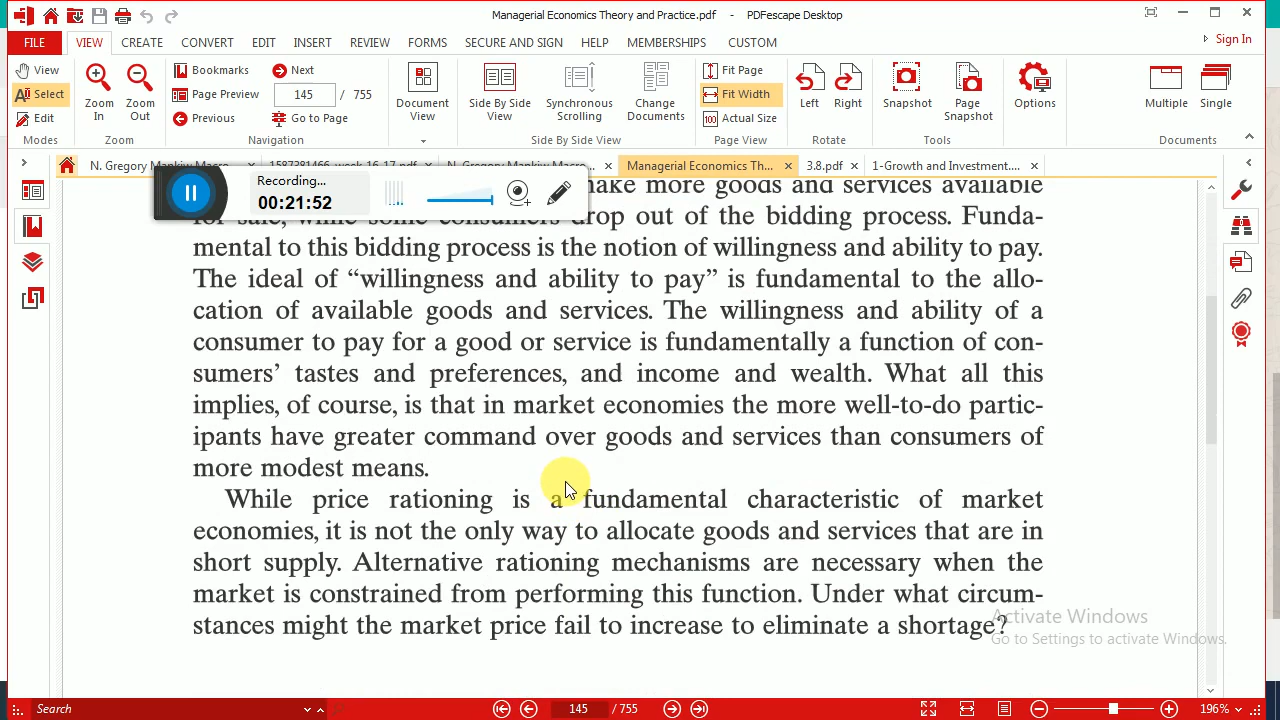 Managerial Economics Theory and Practice.pdf - PDFescape Desktop
FILE VIEW CREATE CONVERT EDIT INSERT REVIEW FORMS SECURE AND SIGN HELP MEMBERSHIPS CUSTOM Sign In
View Bookmarks Next Fit Page
Select Page Preview 145 / 755 Fit Width
Edit Previous Go to Page 100 Actual Size
Zoom In
Zoom Out
Document View
Side By Side View
Synchronous Scrolling
Change Documents
Left Right
Snapshot
Page Snapshot
Options
Multiple Single
Modes Zoom Navigation Side By Side View Page View Rotate Tools Documents
N. Gregory Mankiw Macro... 1587381466_week 16-17.pdf N. Gregory Mankiw Macro... Managerial Economics Th... 3.8.pdf 1-Growth and Investment....
Recording...
00:21:52
make more goods and services available
for sale, while some consumers drop out of the bidding process. Funda-
mental to this bidding process is the notion of willingness and ability to pay.
The ideal of “willingness and ability to pay” is fundamental to the allo-
cation of available goods and services. The willingness and ability of a
consumer to pay for a good or service is fundamentally a function of con-
sumers’ tastes and preferences, and income and wealth. What all this
implies, of course, is that in market economies the more well-to-do partic-
ipants have greater command over goods and services than consumers of
more modest means.
While price rationing is a fundamental characteristic of market
economies, it is not the only way to allocate goods and services that are in
short supply. Alternative rationing mechanisms are necessary when the
market is constrained from performing this function. Under what circum-
stances might the market price fail to increase to eliminate a shortage?
Activate Windows
Go to Settings to activate Windows.
Search 145 / 755 196%